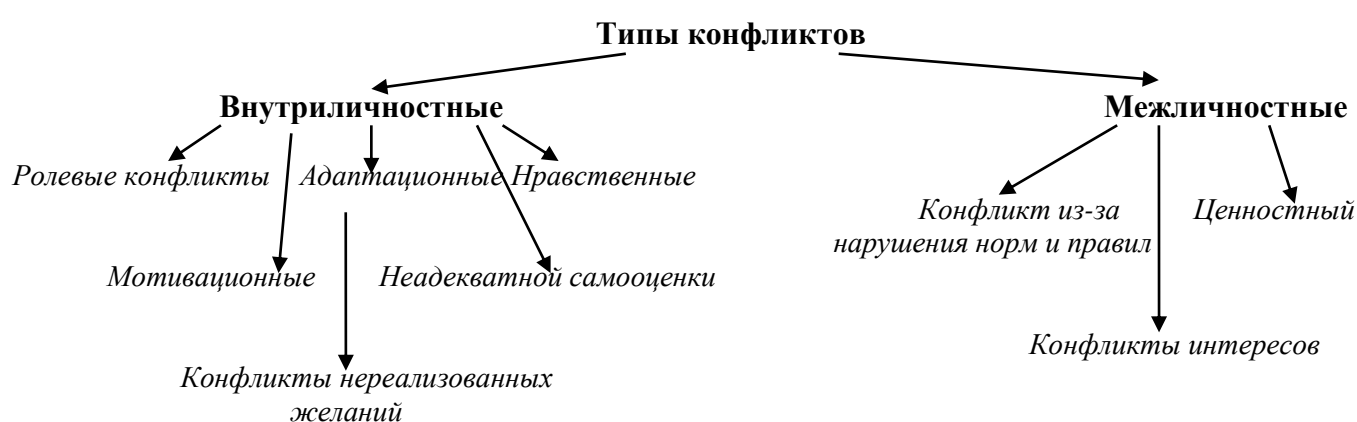 Типы конфликтов
Внутриличностные
Межличностные
Ролевые конфликты
Адаптационные
Нравственные
Конфликт из-за
нарушения норм и правил
Ценностный
Мотивационные
Неадекватной самооценки
Конфликты интересов
Конфликты нереализованных
желаний